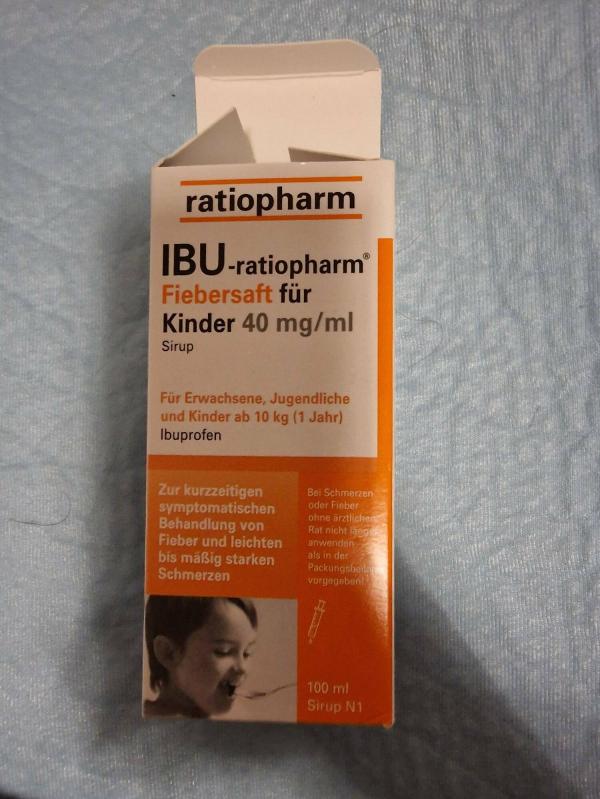 ratiopharm
IBU-ratiopharm®
Fiebersaft für
Kinder 40 mg/ml
Sirup
Für Erwachsene, Jugendliche
und Kinder ab 10 kg (1 Jahr)
Ibuprofen
Zur kurzzeitigen
symptomatischen
Behandlung von
Fieber und leichten
bis mäßig starken
Schmerzen
Bei Schmerzen
oder Fieber
ohne ärztlichen
Rat nicht länger
anwenden
als in der
Packungsbeilage
vorgegeben!
100 ml
Sirup N1